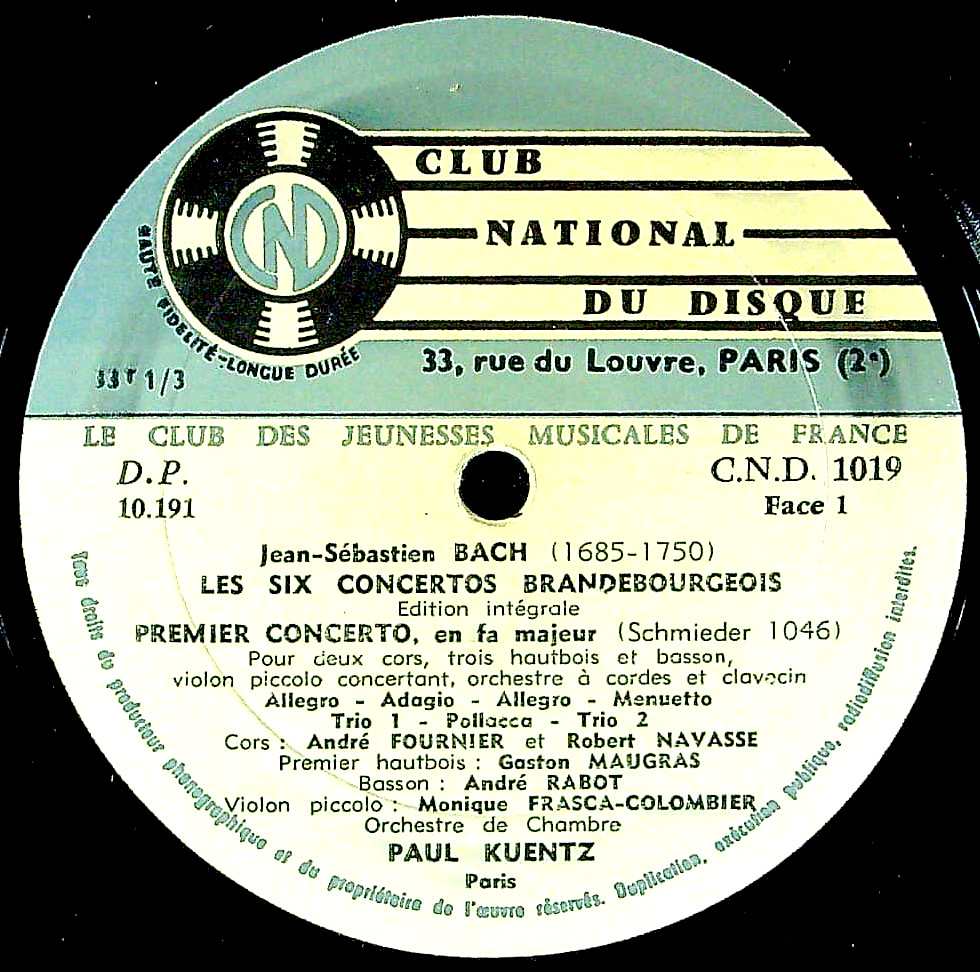 CLUB
NATIONAL
DU DISQUE
CND
HAUTE FIDELITÉ-LONGUE DURÉE
33, rue du Louvre, PARIS (2e)
33 T 1/3
LE CLUB DES JEUNESSES MUSICALES DE FRANCE
D.P.
10.191
C.N.D. 1019
Face 1
Jean-Sébastien BACH (1685-1750)
LES SIX CONCERTOS BRANDEBOURGEOIS
Edition intégrale
PREMIER CONCERTO, en fa majeur (Schmieder 1046)
Pour deux cors, trois hautbois et basson,
violon piccolo concertant, orchestre à cordes et clavecin
Allegro - Adagio - Allegro - Menuetto
Trio 1 - Pollacca - Trio 2
Cors : André FOURNIER et Robert NAVASSE
Premier hautbois : Gaston MAUGRAS
Basson : André RABOT
Violon piccolo : Monique FRASCA-COLOMBIER
Orchestre de Chambre
PAUL KUENTZ
Paris
Tous droits du producteur phonographique et du propriétaire de l'œuvre réservés. Duplication, exécution publique, radiodiffusion interdites.